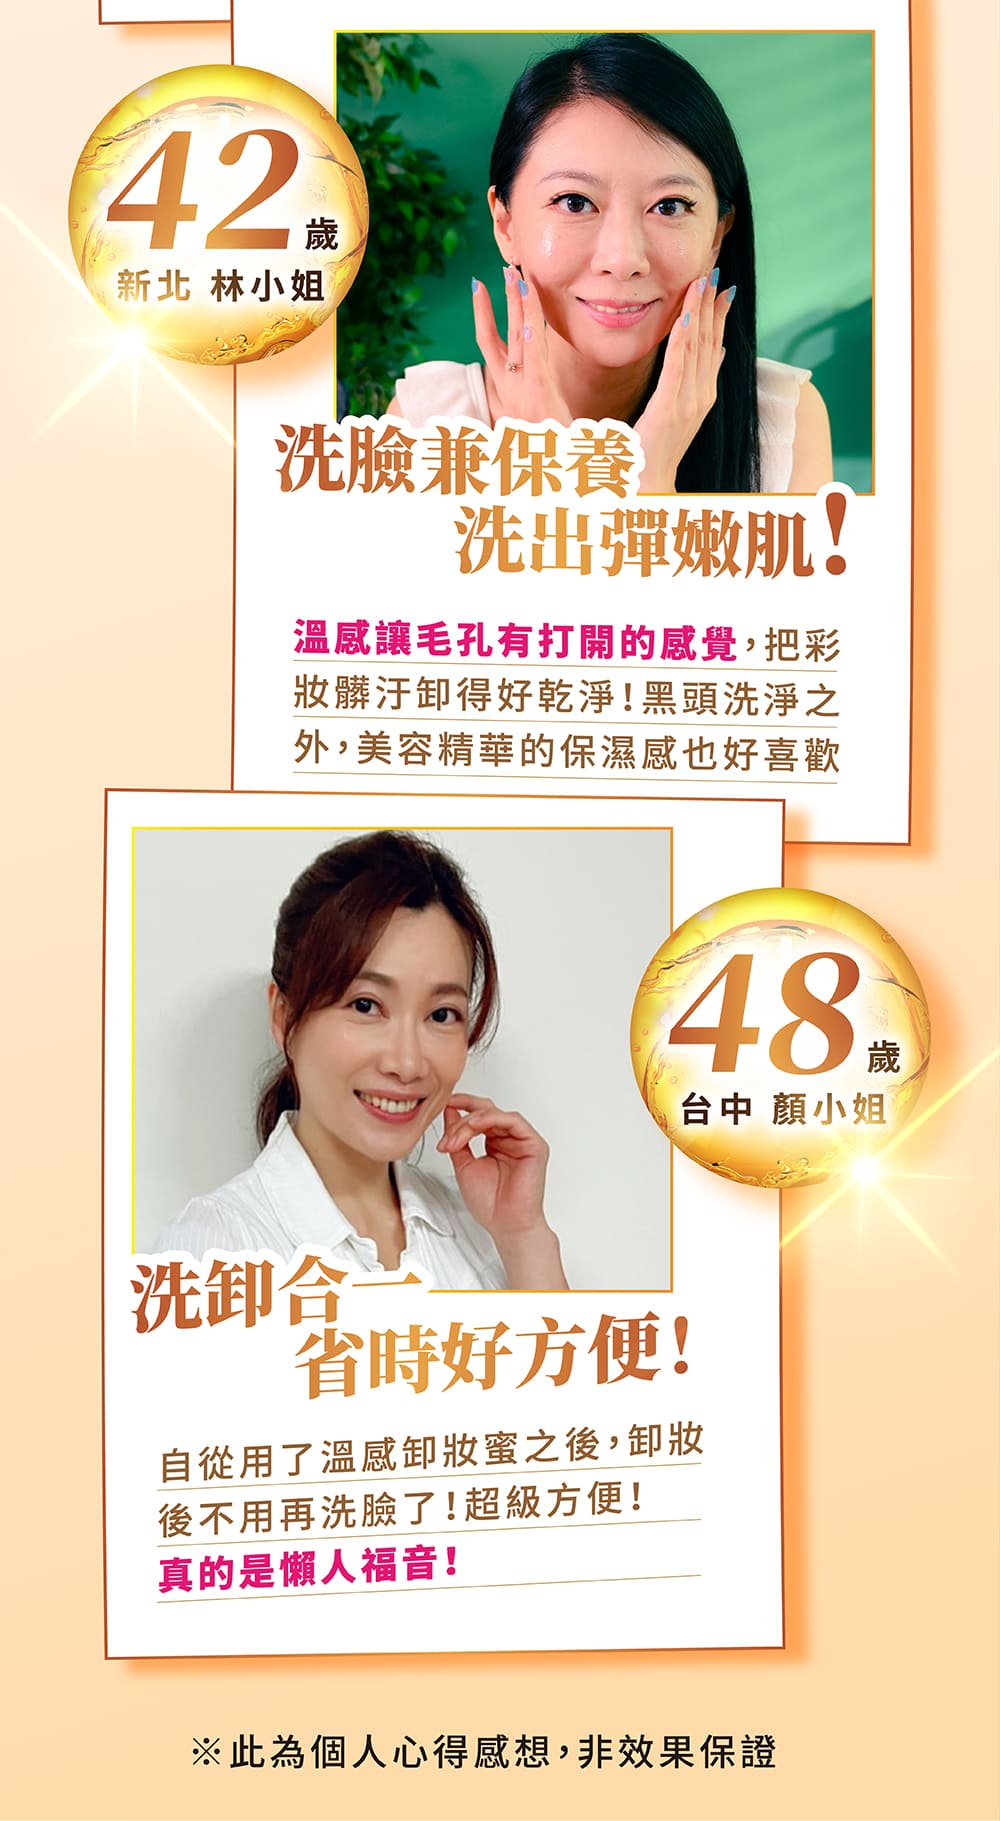 42歲
新北 林小姐
洗臉兼保養
洗出彈嫩肌!
溫感讓毛孔有打開的感覺,把彩
妝髒汙卸得好乾淨!黑頭洗淨之
外,美容精華的保濕感也好喜歡
48歲
台中 顏小姐
洗卸合一
省時好方便!
自從用了溫感卸妝蜜之後,卸妝
後不用再洗臉了!超級方便!
真的是懶人福音!
※此為個人心得感想,非效果保證